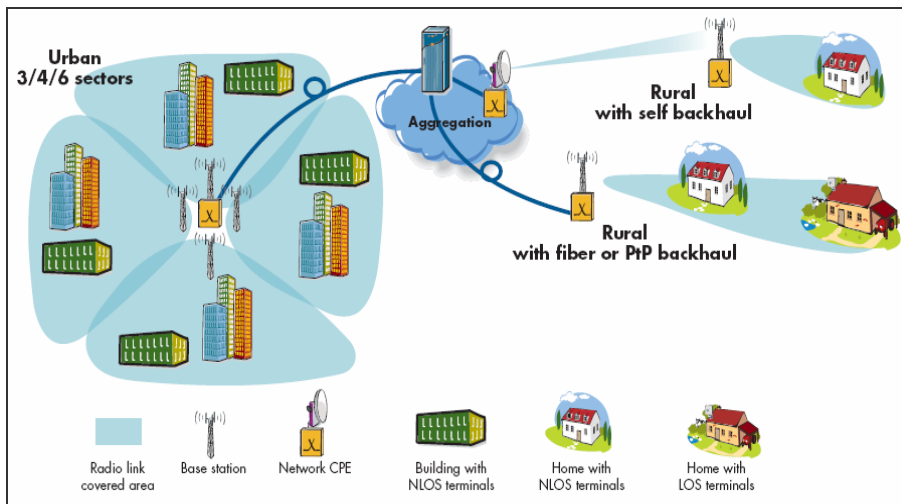 Urban
3/4/6 sectors
Aggregation
Rural
with self backhaul
Rural
with fiber or PtP backhaul
Radio link
covered area
Base station
Network CPE
Building with
NLOS terminals
Home with
NLOS terminals
Home with
LOS terminals